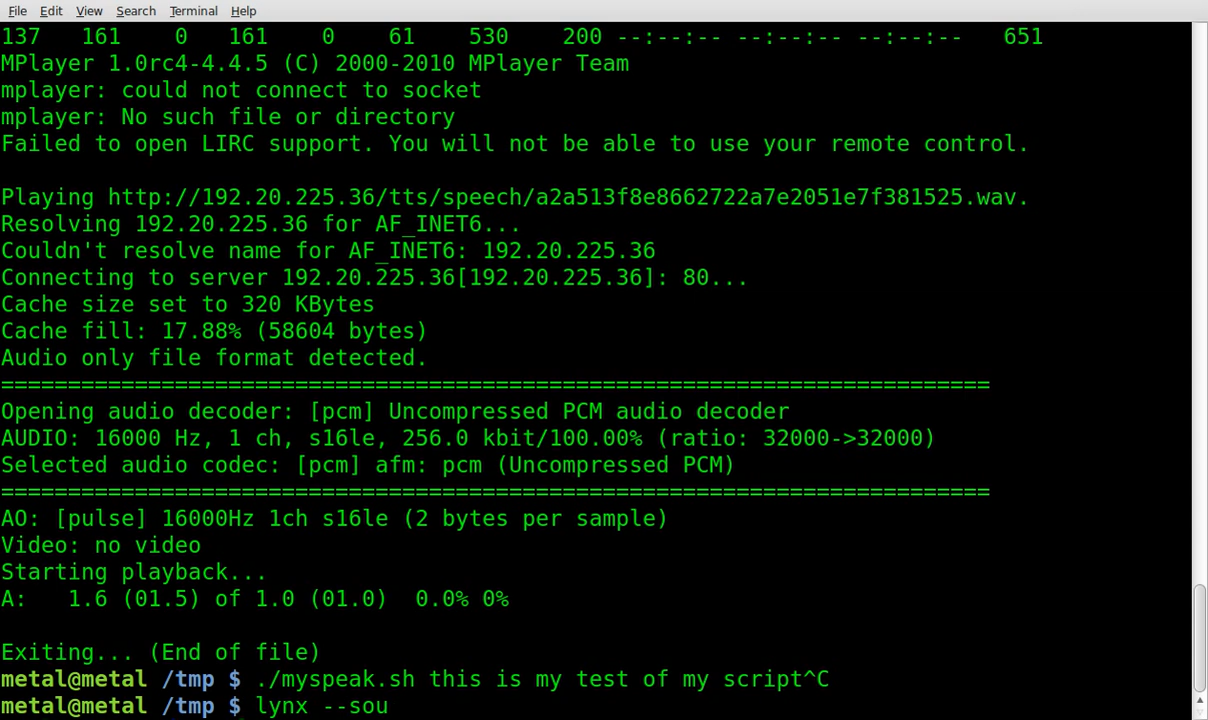 File Edit View Search Terminal Help
137 161 0 161 0 61 530 200 --:--:-- --:--:-- --:--:-- 651
MPlayer 1.0rc4-4.4.5 (C) 2000-2010 MPlayer Team
mplayer: could not connect to socket
mplayer: No such file or directory
Failed to open LIRC support. You will not be able to use your remote control.
Playing http://192.20.225.36/tts/speech/a2a513f8e8662722a7e2051e7f381525.wav.
Resolving 192.20.225.36 for AF_INET6...
Couldn't resolve name for AF_INET6: 192.20.225.36
Connecting to server 192.20.225.36[192.20.225.36]: 80...
Cache size set to 320 KBytes
Cache fill: 17.88% (58604 bytes)
Audio only file format detected.
==========================================================================
Opening audio decoder: [pcm] Uncompressed PCM audio decoder
AUDIO: 16000 Hz, 1 ch, s16le, 256.0 kbit/100.00% (ratio: 32000->32000)
Selected audio codec: [pcm] afm: pcm (Uncompressed PCM)
==========================================================================
AO: [pulse] 16000Hz 1ch s16le (2 bytes per sample)
Video: no video
Starting playback...
A: 1.6 (01.5) of 1.0 (01.0) 0.0% 0%
Exiting... (End of file)
metal@metal /tmp $ ./myspeak.sh this is my test of my script^C
metal@metal /tmp $ lynx --sou